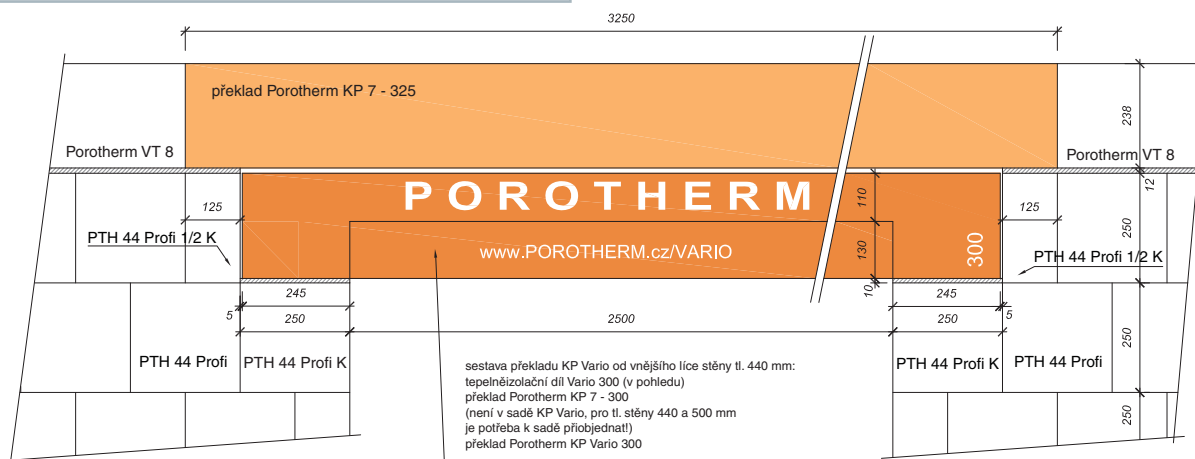 3250
překlad Porotherm KP 7 - 325
238
Porotherm VT 8
Porotherm VT 8
12
POROTHERM
110
125
125
250
PTH 44 Profi 1/2 K
www.POROTHERM.cz/VARIO
130
300
PTH 44 Profi 1/2 K
10
245
245
5
5
250
2500
250
250
PTH 44 Profi
PTH 44 Profi K
PTH 44 Profi K
PTH 44 Profi
sestava překladu KP Vario od vnějšího líce stěny tl. 440 mm:
tepelněizolační díl Vario 300 (v pohledu)
překlad Porotherm KP 7 - 300
(není v sadě KP Vario, pro tl. stěny 440 a 500 mm
je potřeba k sadě přiobjednat!)
překlad Porotherm KP Vario 300
250